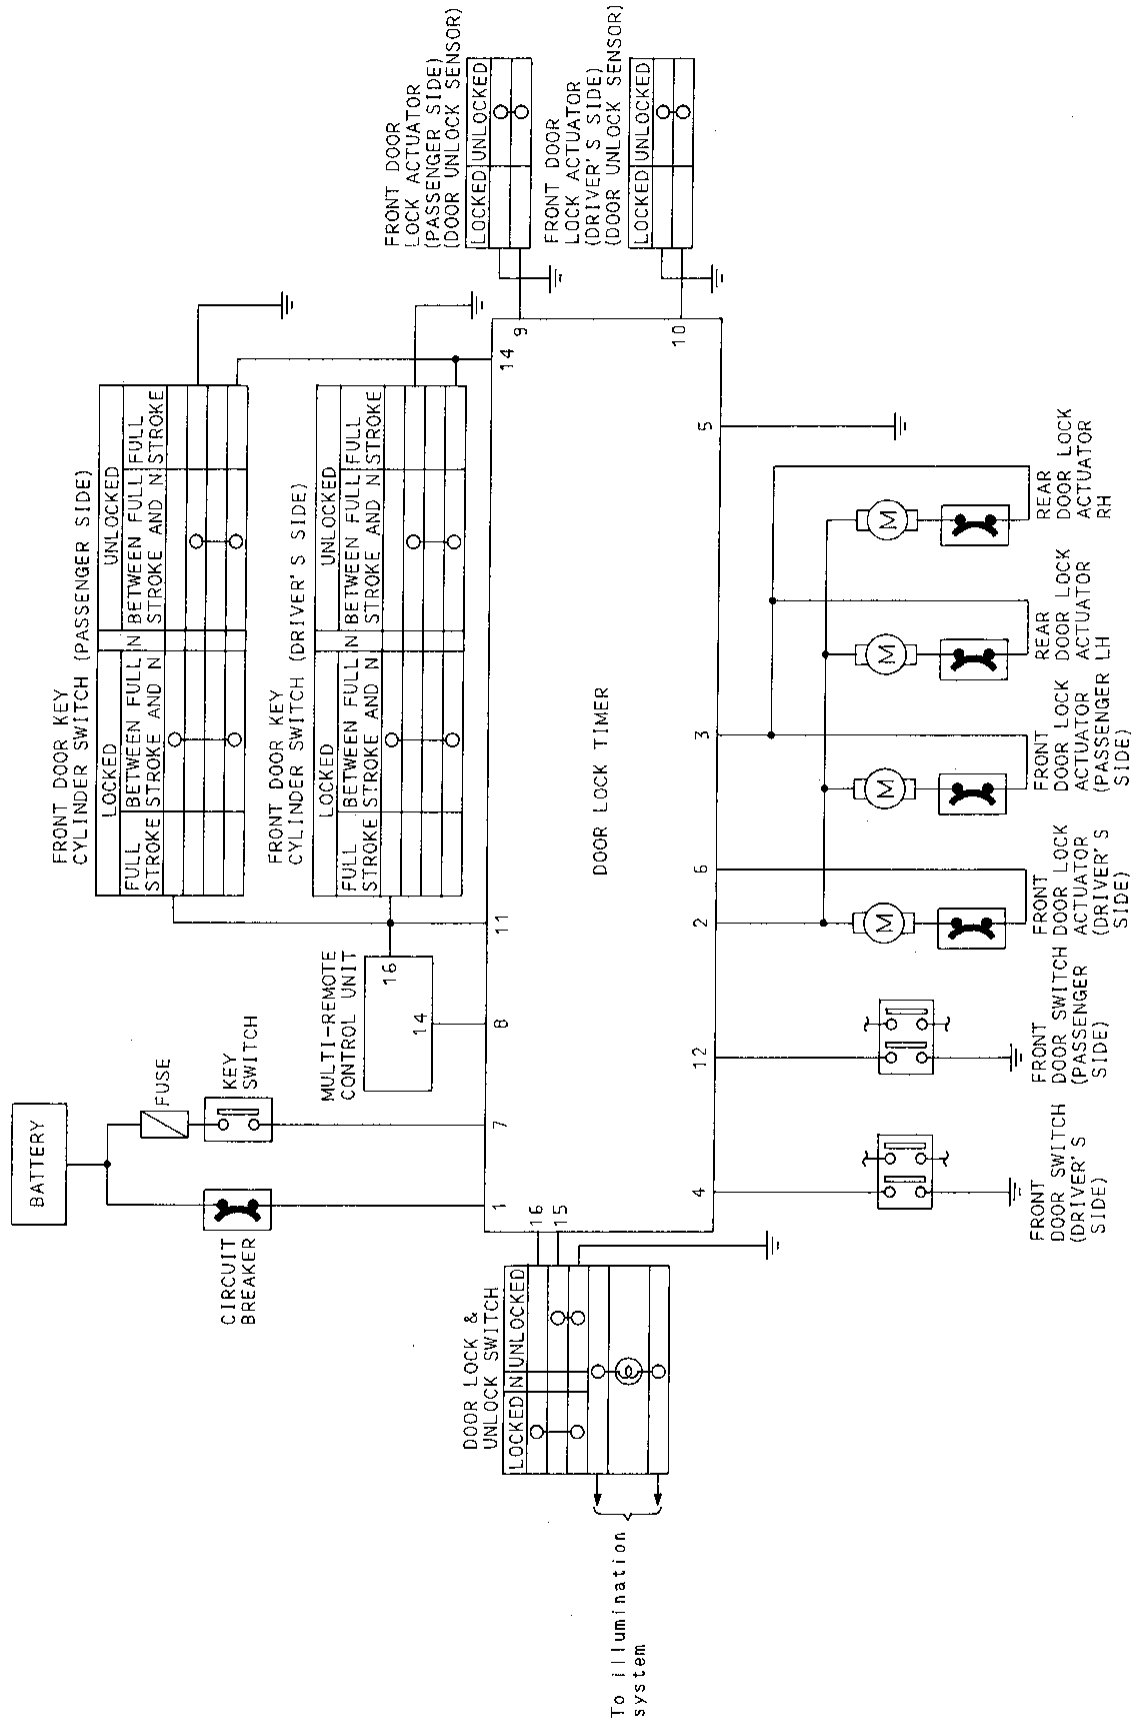 BATTERY
FUSE
KEY
SWITCH
CIRCUIT
BREAKER
MULTI-REMOTE
CONTROL UNIT
16
14
FRONT DOOR KEY
CYLINDER SWITCH (PASSENGER SIDE)
LOCKED
N
UNLOCKED
FULL
STROKE
BETWEEN FULL
STROKE AND N
BETWEEN FULL
STROKE AND N
FULL
STROKE
FRONT DOOR KEY
CYLINDER SWITCH (DRIVER'S SIDE)
LOCKED
N
UNLOCKED
FULL
STROKE
BETWEEN FULL
STROKE AND N
BETWEEN FULL
STROKE AND N
FULL
STROKE
FRONT DOOR
LOCK ACTUATOR
(PASSENGER SIDE)
(DOOR UNLOCK SENSOR)
LOCKED UNLOCKED
FRONT DOOR
LOCK ACTUATOR
(DRIVER'S SIDE)
(DOOR UNLOCK SENSOR)
LOCKED UNLOCKED
1
7
8
11
14
9
16
15
10
DOOR LOCK TIMER
4
12
2
6
3
5
DOOR LOCK &
UNLOCK SWITCH
LOCKED N UNLOCKED
To illumination
system
M
M
M
M
FRONT
DOOR SWITCH
(DRIVER'S
SIDE)
FRONT
DOOR SWITCH
(PASSENGER
SIDE)
FRONT
DOOR LOCK
ACTUATOR
(DRIVER'S
SIDE)
FRONT
DOOR LOCK
ACTUATOR
(PASSENGER
SIDE)
REAR
DOOR LOCK
ACTUATOR
LH
REAR
DOOR LOCK
ACTUATOR
RH